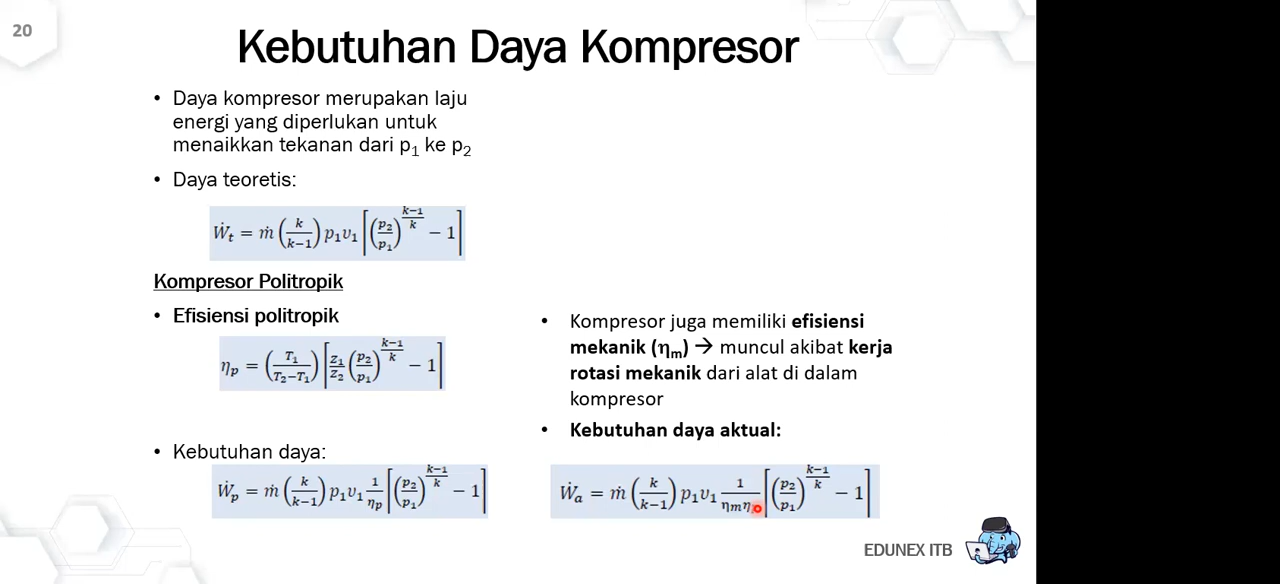 20
Kebutuhan Daya Kompresor
• Daya kompresor merupakan laju
energi yang diperlukan untuk
menaikkan tekanan dari p₁ ke p₂
• Daya teoretis:
Ẇₜ = ṁ (k/(k−1)) p₁υ₁ [(p₂/p₁)^((k−1)/k) − 1]
Kompresor Politropik
• Efisiensi politropik
ηₚ = (T₁/(T₂−T₁)) [z₁/z₂ (p₂/p₁)^((k−1)/k) − 1]
• Kebutuhan daya:
Ẇₚ = ṁ (k/(k−1)) p₁υ₁ 1/ηₚ [(p₂/p₁)^((k−1)/k) − 1]
• Kompresor juga memiliki efisiensi
mekanik (ηₘ) → muncul akibat kerja
rotasi mekanik dari alat di dalam
kompresor
• Kebutuhan daya aktual:
Ẇₐ = ṁ (k/(k−1)) p₁υ₁ 1/(ηmη) [(p₂/p₁)^((k−1)/k) − 1]
EDUNEX ITB